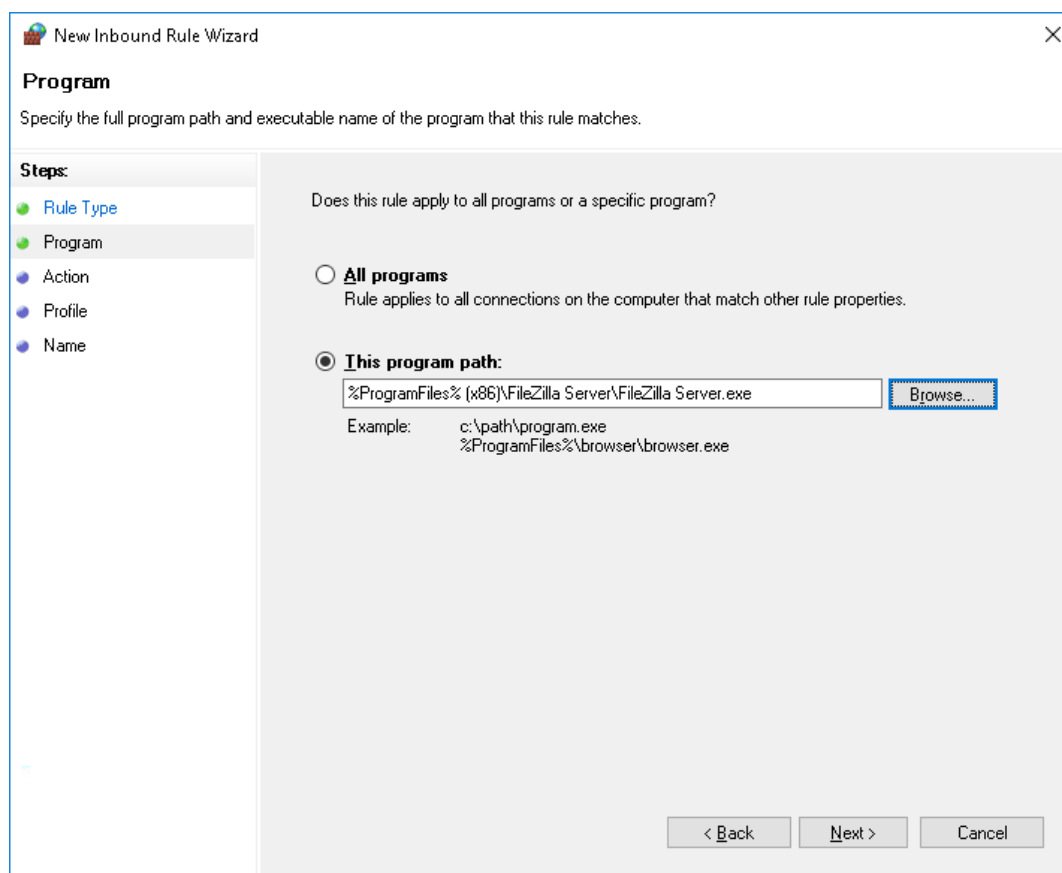 New Inbound Rule Wizard
Program
Specify the full program path and executable name of the program that this rule matches.
Steps:
Rule Type
Program
Action
Profile
Name
Does this rule apply to all programs or a specific program?
All programs
Rule applies to all connections on the computer that match other rule properties.
This program path:
%ProgramFiles% (x86)\FileZilla Server\FileZilla Server.exe
Browse...
Example: c:\path\program.exe
%ProgramFiles%\browser\browser.exe
< Back Next > Cancel